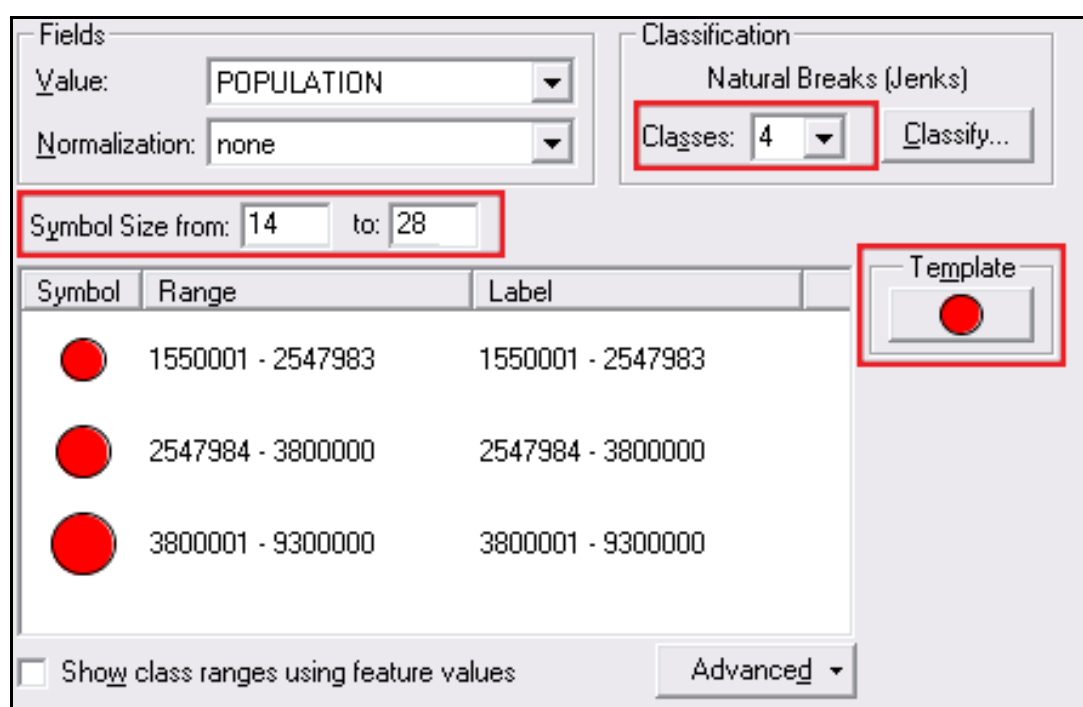 Fields
Value: POPULATION
Normalization: none
Classification
Natural Breaks (Jenks)
Classes: 4 Classify...
Symbol Size from: 14 to: 28
Template
Symbol Range Label
1550001 - 2547983 1550001 - 2547983
2547984 - 3800000 2547984 - 3800000
3800001 - 9300000 3800001 - 9300000
Show class ranges using feature values
Advanced